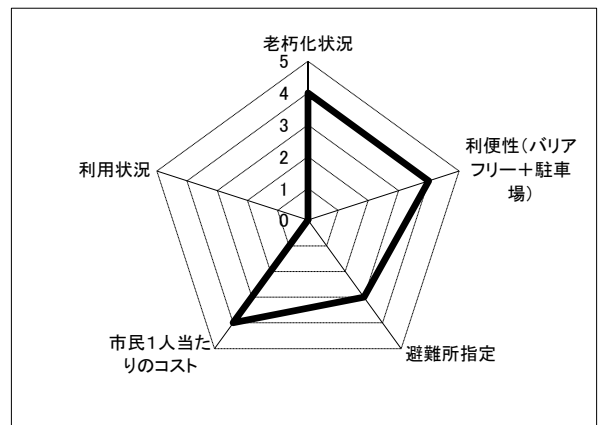 老朽化状況
5
4
3
2
1
0
利便性(バリア
フリー+駐車
場)
避難所指定
市民1人当た
りのコスト
利用状況